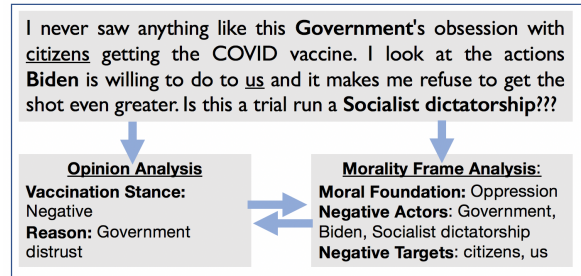 I never saw anything like this Government's obsession with
citizens getting the COVID vaccine. I look at the actions
Biden is willing to do to us and it makes me refuse to get the
shot even greater. Is this a trial run a Socialist dictatorship???
Opinion Analysis
Vaccination Stance:
Negative
Reason: Government
distrust
Morality Frame Analysis:
Moral Foundation: Oppression
Negative Actors: Government,
Biden, Socialist dictatorship
Negative Targets: citizens, us